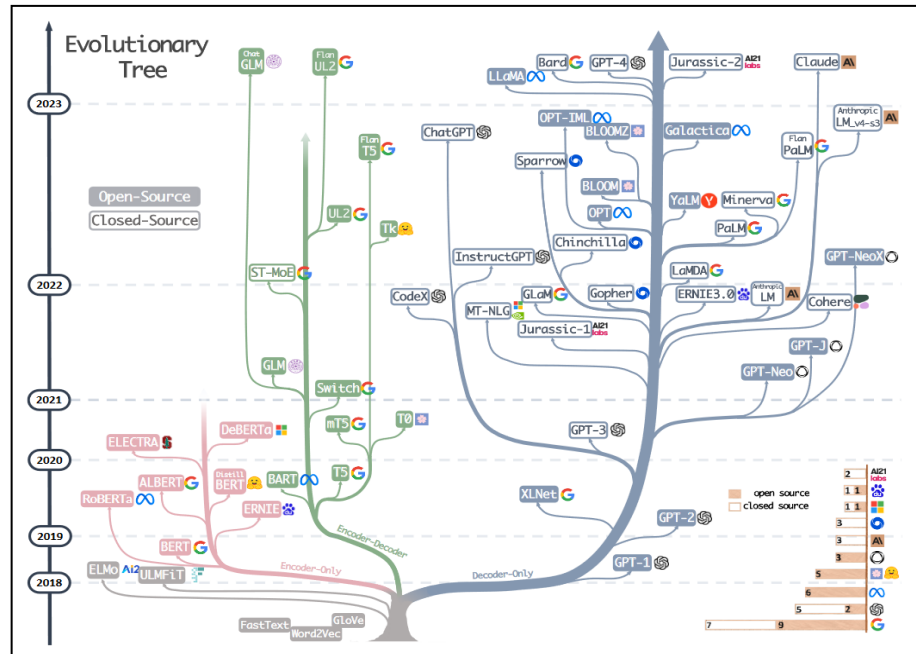 Evolutionary
Tree
Open-Source
Closed-Source
2023
2022
2021
2020
2019
2018
Chat
GLM
Flan
UL2
Flan
T5
UL2
Tk
ST-MoE
GLM
Switch
mT5
T0
BART
T5
Encoder-Decoder
DeBERTa
ELECTRA
ALBERT
Distill
BERT
RoBERTa
ERNIE
BERT
Encoder-Only
ELMo
Ai2
ULMFiT
FastText
Word2Vec
GloVe
LLaMA
Bard
GPT-4
Jurassic-2
AI21
labs
Claude
A\
ChatGPT
OPT-IML
BLOOMZ
Galactica
Anthropic
LM_v4-s3
A\
Sparrow
Flan
PaLM
BLOOM
OPT
YaLM
Y
Minerva
PaLM
Chinchilla
InstructGPT
GPT-NeoX
CodeX
MT-NLG
GLaM
Gopher
LaMDA
ERNIE3.0
Anthropic
LM
A\
Cohere
Jurassic-1
AI21
labs
GPT-J
GPT-Neo
GPT-3
XLNet
GPT-2
GPT-1
Decoder-Only
open source
closed source
2
AI21
labs
1 1
1 1
3
3
A\
3
5
6
5 2
7 9